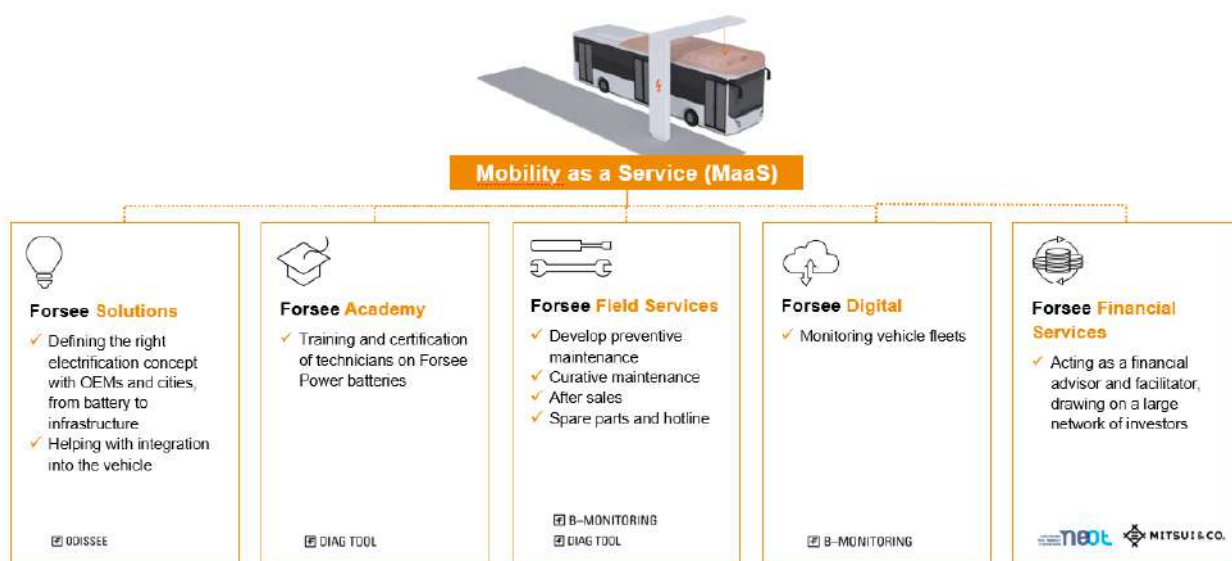 Mobility as a Service (MaaS)
Forsee Solutions
✓ Defining the right
electrification concept
with OEMs and cities,
from battery to
infrastructure
✓ Helping with integration
into the vehicle
ODISSEE
Forsee Academy
✓ Training and certification
of technicians on Forsee
Power batteries
DIAG TOOL
Forsee Field Services
✓ Develop preventive
maintenance
✓ Curative maintenance
✓ After sales
✓ Spare parts and hotline
B–MONITORING
DIAG TOOL
Forsee Digital
✓ Monitoring vehicle fleets
B–MONITORING
Forsee Financial
Services
✓ Acting as a financial
advisor and facilitator,
drawing on a large
network of investors
neot
MITSUI & CO.